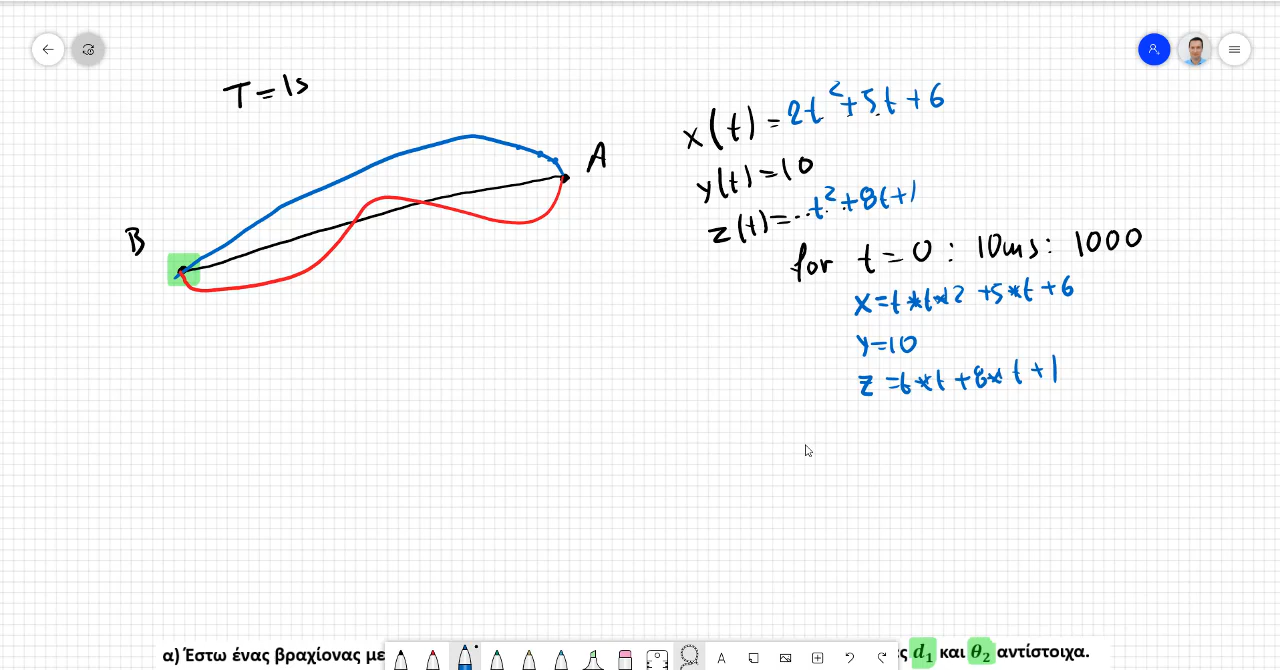 T=1s
A
B
x(t)=2t²+5t+6
y(t)=10
z(t)=..t²+8t+1
for t=0:10ms:1000
x=t*t*2+5*t+6
y=10
z=t*t+8*t+1
α) Έστω ένας βραχίονας με
ς d₁ και θ₂ αντίστοιχα.